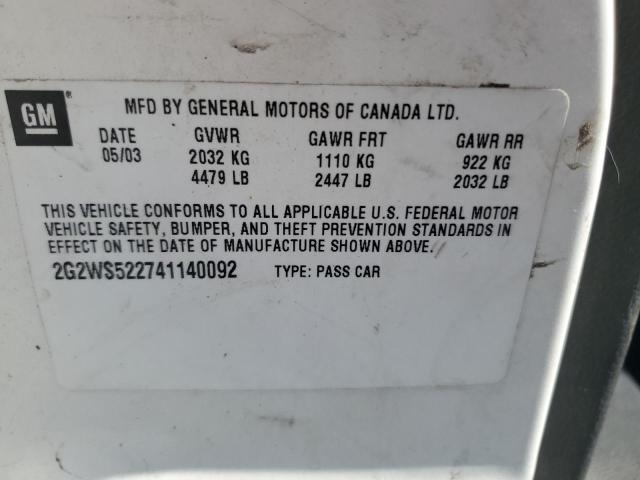 GM® MFD BY GENERAL MOTORS OF CANADA LTD.
DATE GVWR GAWR FRT GAWR RR
05/03 2032 KG 1110 KG 922 KG
4479 LB 2447 LB 2032 LB
THIS VEHICLE CONFORMS TO ALL APPLICABLE U.S. FEDERAL MOTOR
VEHICLE SAFETY, BUMPER, AND THEFT PREVENTION STANDARDS IN
EFFECT ON THE DATE OF MANUFACTURE SHOWN ABOVE.
2G2WS522741140092 TYPE: PASS CAR